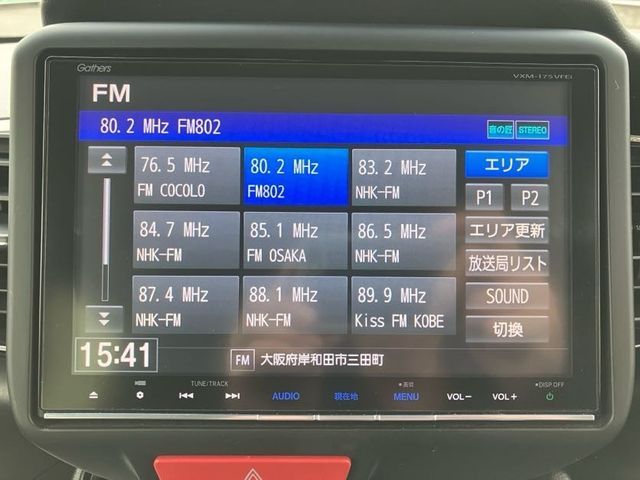 Gathers
VXM-175VFEi
FM
80.2 MHz FM802
音の匠 STEREO
76.5 MHz
FM COCOLO
80.2 MHz
FM802
83.2 MHz
NHK-FM
エリア
P1
P2
84.7 MHz
NHK-FM
85.1 MHz
FM OSAKA
86.5 MHz
NHK-FM
エリア更新
放送局リスト
87.4 MHz
NHK-FM
88.1 MHz
NHK-FM
89.9 MHz
Kiss FM KOBE
SOUND
切換
15:41
FM 大阪府岸和田市三田町
TUNE/TRACK
画切
DISP OFF
AUDIO
現在地
MENU
VOL−
VOL+